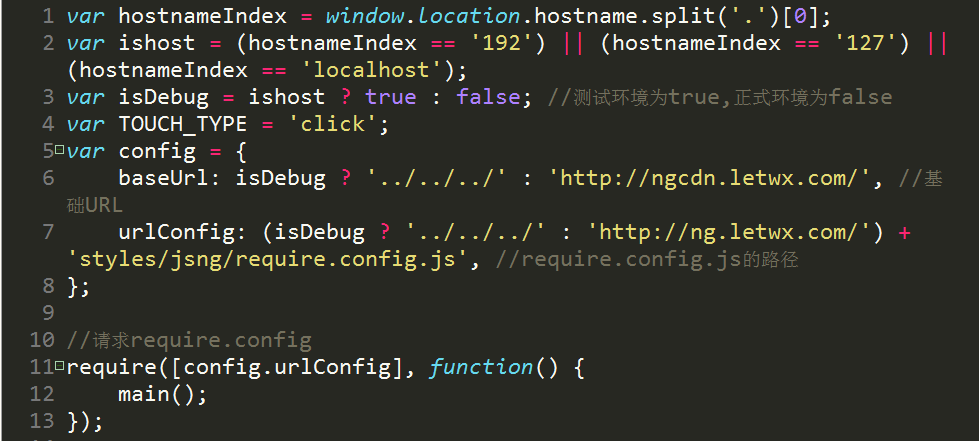 1 var hostnameIndex = window.location.hostname.split('.')[0];
2 var ishost = (hostnameIndex == '192') || (hostnameIndex == '127') ||
(hostnameIndex == 'localhost');
3 var isDebug = ishost ? true : false; //测试环境为true,正式环境为false
4 var TOUCH_TYPE = 'click';
5 var config = {
6 baseUrl: isDebug ? '../../../' : 'http://ngcdn.letwx.com/', //基
础URL
7 urlConfig: (isDebug ? '../../../' : 'http://ng.letwx.com/') +
'styles/jsng/require.config.js', //require.config.js的路径
8 };
9
10 //请求require.config
11 require([config.urlConfig], function() {
12 main();
13 });